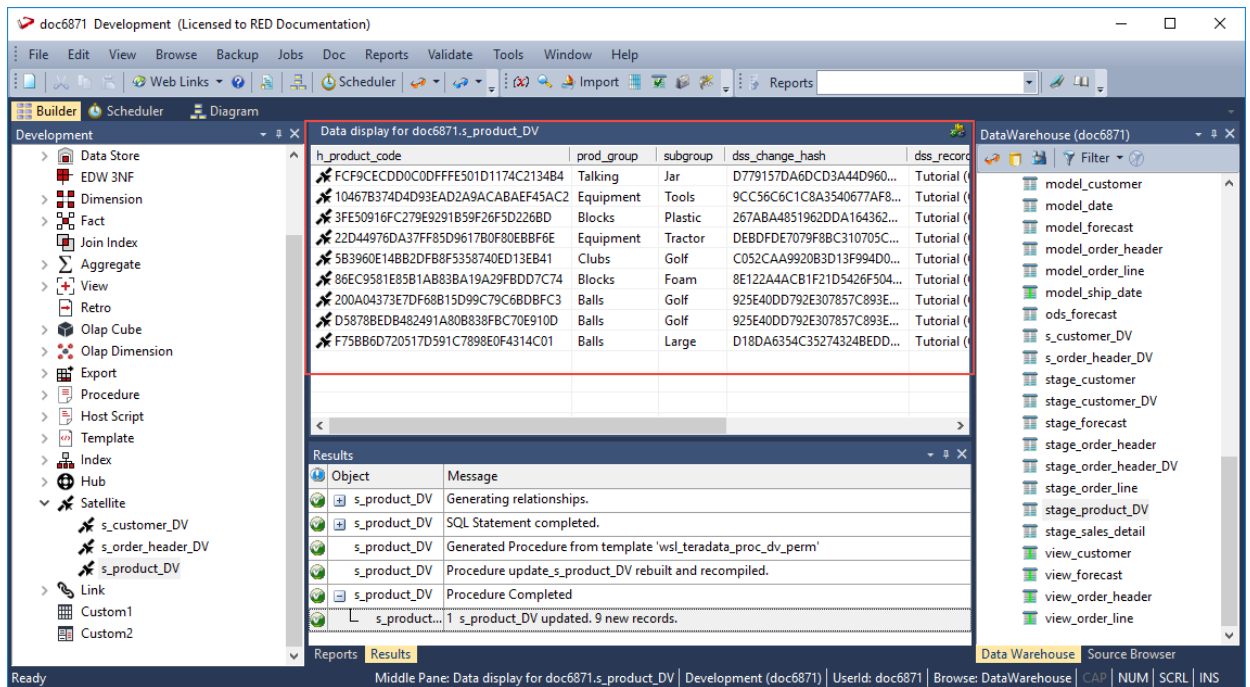 doc6871 Development (Licensed to RED Documentation)
File Edit View Browse Backup Jobs Doc Reports Validate Tools Window Help
Web Links Scheduler (x) Import Reports
Builder Scheduler Diagram
Development
Data Store
EDW 3NF
Dimension
Fact
Join Index
Aggregate
View
Retro
Olap Cube
Olap Dimension
Export
Procedure
Host Script
Template
Index
Hub
Satellite
s_customer_DV
s_order_header_DV
s_product_DV
Link
Custom1
Custom2
Data display for doc6871.s_product_DV
h_product_code prod_group subgroup dss_change_hash dss_record
FCF9CECDD0C0DFFFE501D1174C2134B4 Talking Jar D779157DA6DCD3A44D960... Tutorial (
10467B374D4D93EAD2A9ACABAEF45AC2 Equipment Tools 9CC56C6C1C8A3540677AF8... Tutorial (
3FE50916FC279E9291B59F26F5D226BD Blocks Plastic 267ABA4851962DDA164362... Tutorial (
22D44976DA37FF85D9617B0F80EBBF6E Equipment Tractor DEBDFDE7079F8BC310705C... Tutorial (
5B3960E14BB2DFB8F5358740ED13EB41 Clubs Golf C052CAA9920B3D13F994D0... Tutorial (
86EC9581E85B1AB83BA19A29FBDD7C74 Blocks Foam 8E122A4ACB1F21D5426F504... Tutorial (
200A04373E7DF68B15D99C79C6BDBFC3 Balls Golf 925E40DD792E307857C893E... Tutorial (
D5878BEDB482491A80B838FBC70E910D Balls Golf 925E40DD792E307857C893E... Tutorial (
F75BB6D720517D591C7898E0F4314C01 Balls Large D18DA6354C35274324BEDD... Tutorial (
Results
Object Message
s_product_DV Generating relationships.
s_product_DV SQL Statement completed.
s_product_DV Generated Procedure from template 'wsl_teradata_proc_dv_perm'
s_product_DV Procedure update_s_product_DV rebuilt and recompiled.
s_product_DV Procedure Completed
s_product... 1 s_product_DV updated. 9 new records.
Reports Results
DataWarehouse (doc6871)
Filter
model_customer
model_date
model_forecast
model_order_header
model_order_line
model_ship_date
ods_forecast
s_customer_DV
s_order_header_DV
stage_customer
stage_customer_DV
stage_forecast
stage_order_header
stage_order_header_DV
stage_order_line
stage_product_DV
stage_sales_detail
view_customer
view_forecast
view_order_header
view_order_line
Data Warehouse Source Browser
Ready Middle Pane: Data display for doc6871.s_product_DV Development (doc6871) UserId: doc6871 Browse: DataWarehouse CAP NUM SCRL INS